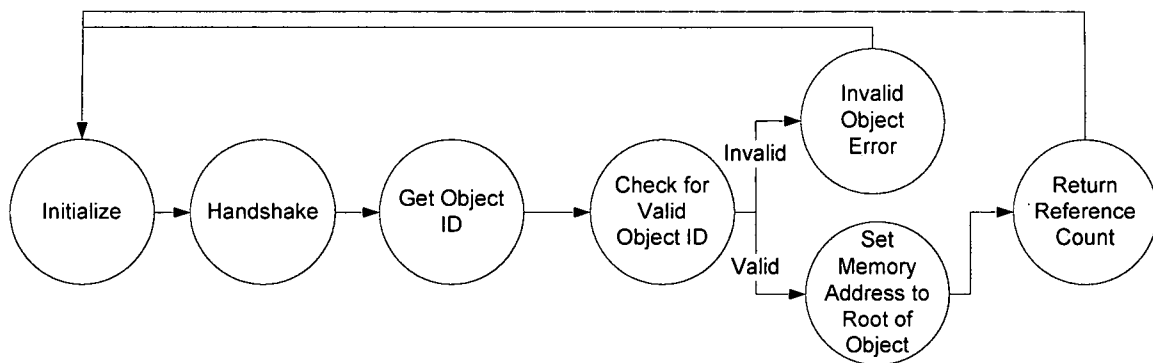 Initialize
Handshake
Get Object
ID
Check for
Valid
Object ID
Invalid
Valid
Invalid
Object
Error
Set
Memory
Address to
Root of
Object
Return
Reference
Count